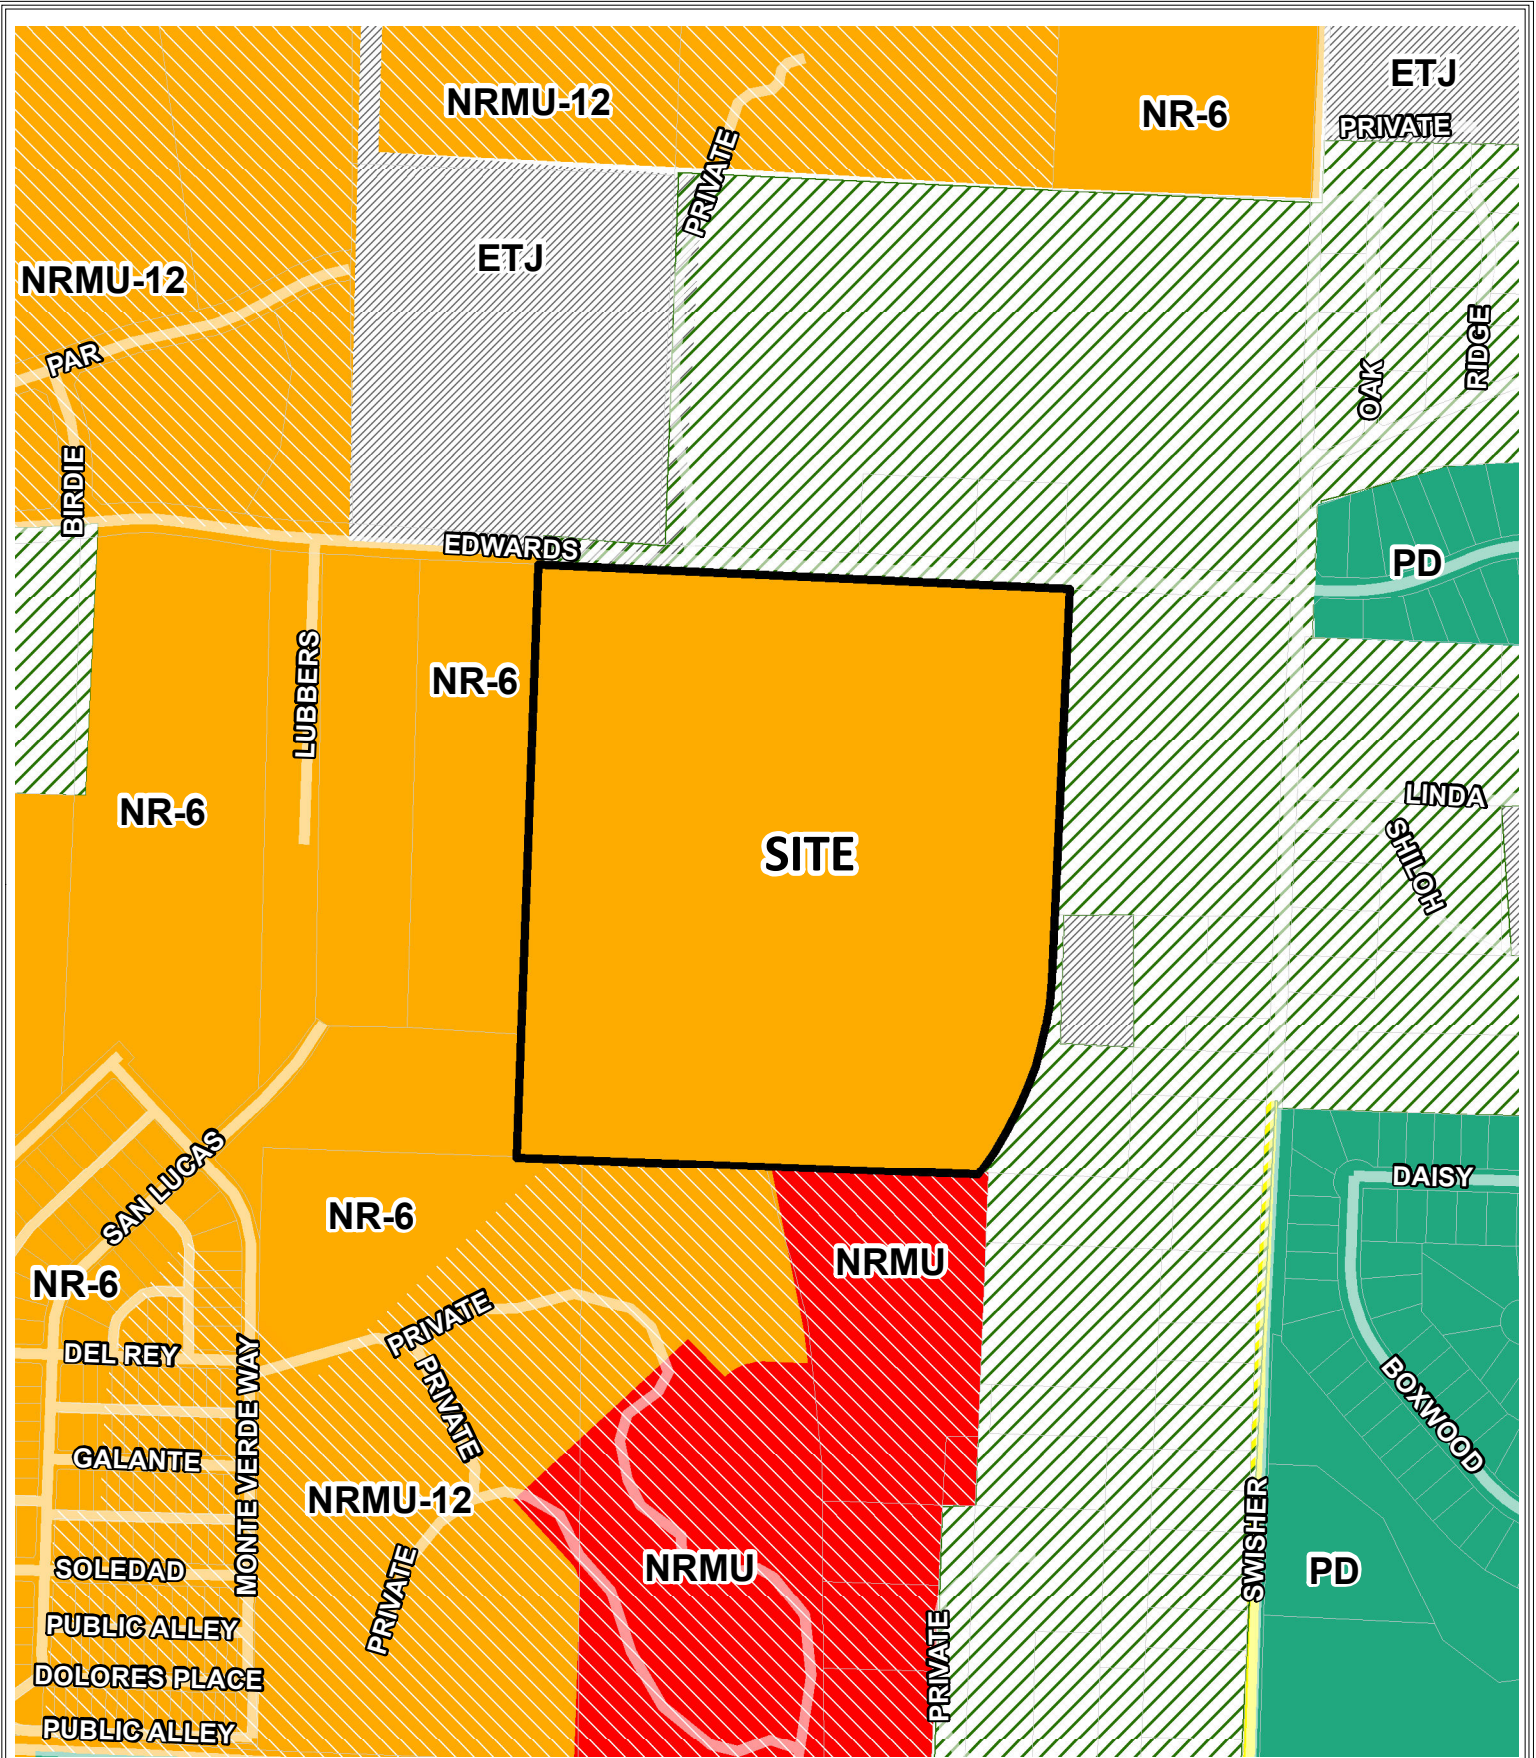 ETJ
NRMU-12
NR-6
PRIVATE
PRIVATE
ETJ
NRMU-12
PAR
OAK
RIDGE
BIRDIE
EDWARDS
PD
LUBBERS
NR-6
NR-6
LINDA
SITE
SHILOH
SAN LUCAS
DAISY
NR-6
NRMU
NR-6
PRIVATE
DEL REY
PRIVATE
MONTE VERDE WAY
BOXWOOD
GALANTE
NRMU-12
SWISHER
SOLEDAD
NRMU
PD
PRIVATE
PUBLIC ALLEY
PRIVATE
DOLORES PLACE
PUBLIC ALLEY